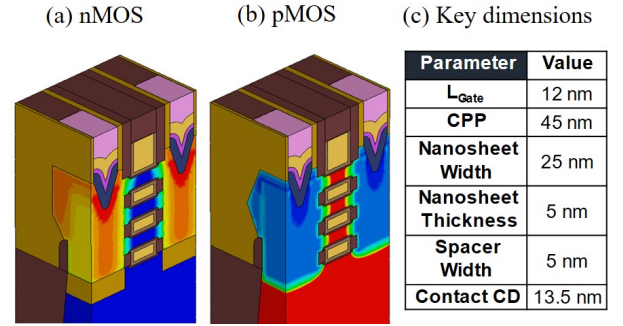 (a) nMOS
(b) pMOS
(c) Key dimensions
Parameter Value
L_Gate 12 nm
CPP 45 nm
Nanosheet
Width 25 nm
Nanosheet
Thickness 5 nm
Spacer
Width 5 nm
Contact CD 13.5 nm